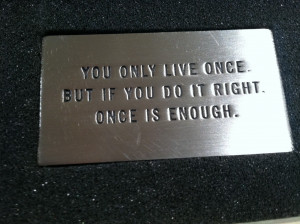 YOU ONLY LIVE ONCE.
BUT IF YOU DO IT RIGHT.
ONCE IS ENOUGH.